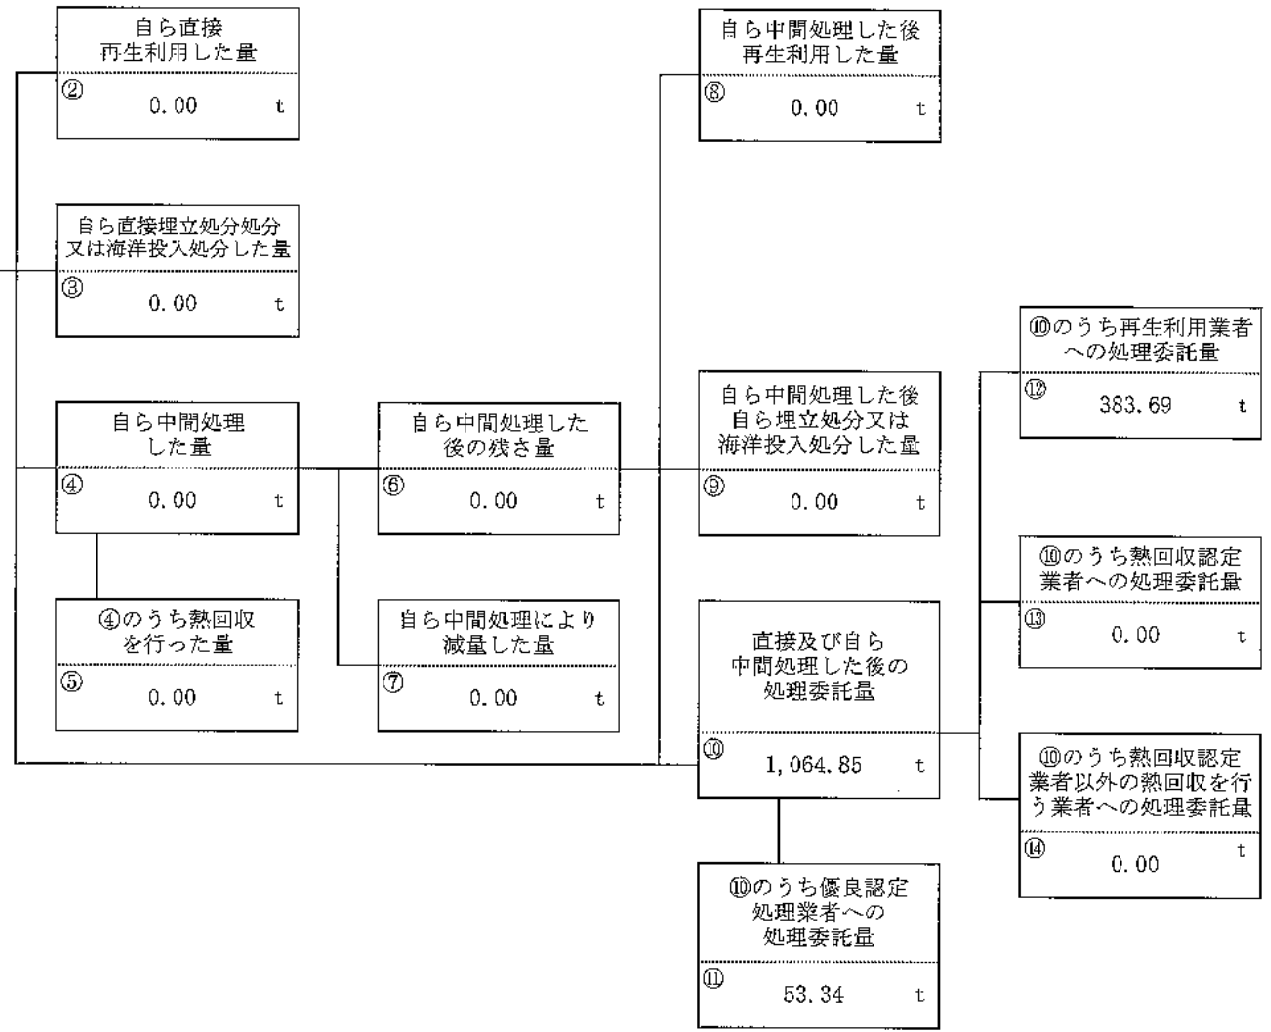 自ら直接
再生利用した量
②
0.00 t
自ら直接埋立処分処分
又は海洋投入処分した量
③
0.00 t
自ら中間処理
した量
④
0.00 t
④のうち熱回収
を行った量
⑤
0.00 t
自ら中間処理した
後の残さ量
⑥
0.00 t
自ら中間処理により
減量した量
⑦
0.00 t
自ら中間処理した後
再生利用した量
⑧
0.00 t
自ら中間処理した後
自ら埋立処分又は
海洋投入処分した量
⑨
0.00 t
直接及び自ら
中間処理した後の
処理委託量
⑩
1,064.85 t
⑩のうち優良認定
処理業者への
処理委託量
⑪
53.34 t
⑩のうち再生利用業者
への処理委託量
⑫
383.69 t
⑩のうち熱回収認定
業者への処理委託量
⑬
0.00 t
⑩のうち熱回収認定
業者以外の熱回収を行
う業者への処理委託量
⑭
0.00 t